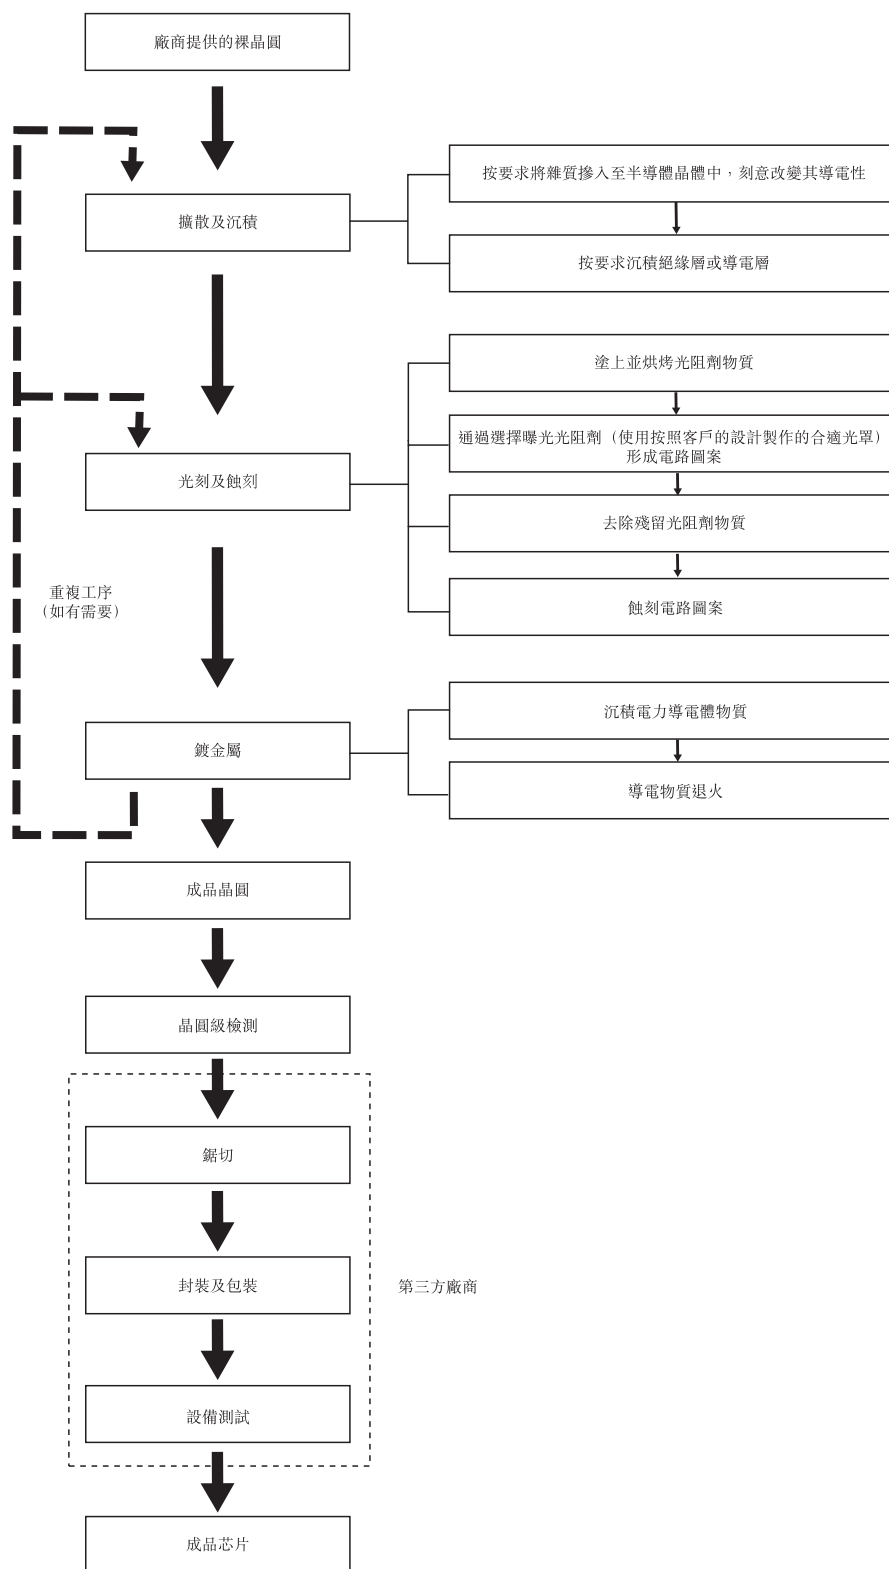 廠商提供的裸晶圓
按要求將雜質摻入至半導體晶體中，刻意改變其導電性
擴散及沉積
按要求沉積絕緣層或導電層
塗上並烘烤光阻劑物質
通過選擇曝光光阻劑（使用按照客戶的設計製作的合適光罩）
形成電路圖案
光刻及蝕刻
去除殘留光阻劑物質
重複工序
（如有需要）
蝕刻電路圖案
沉積電力導電體物質
鍍金屬
導電物質退火
成品晶圓
晶圓級檢測
鋸切
封裝及包裝
第三方廠商
設備測試
成品芯片